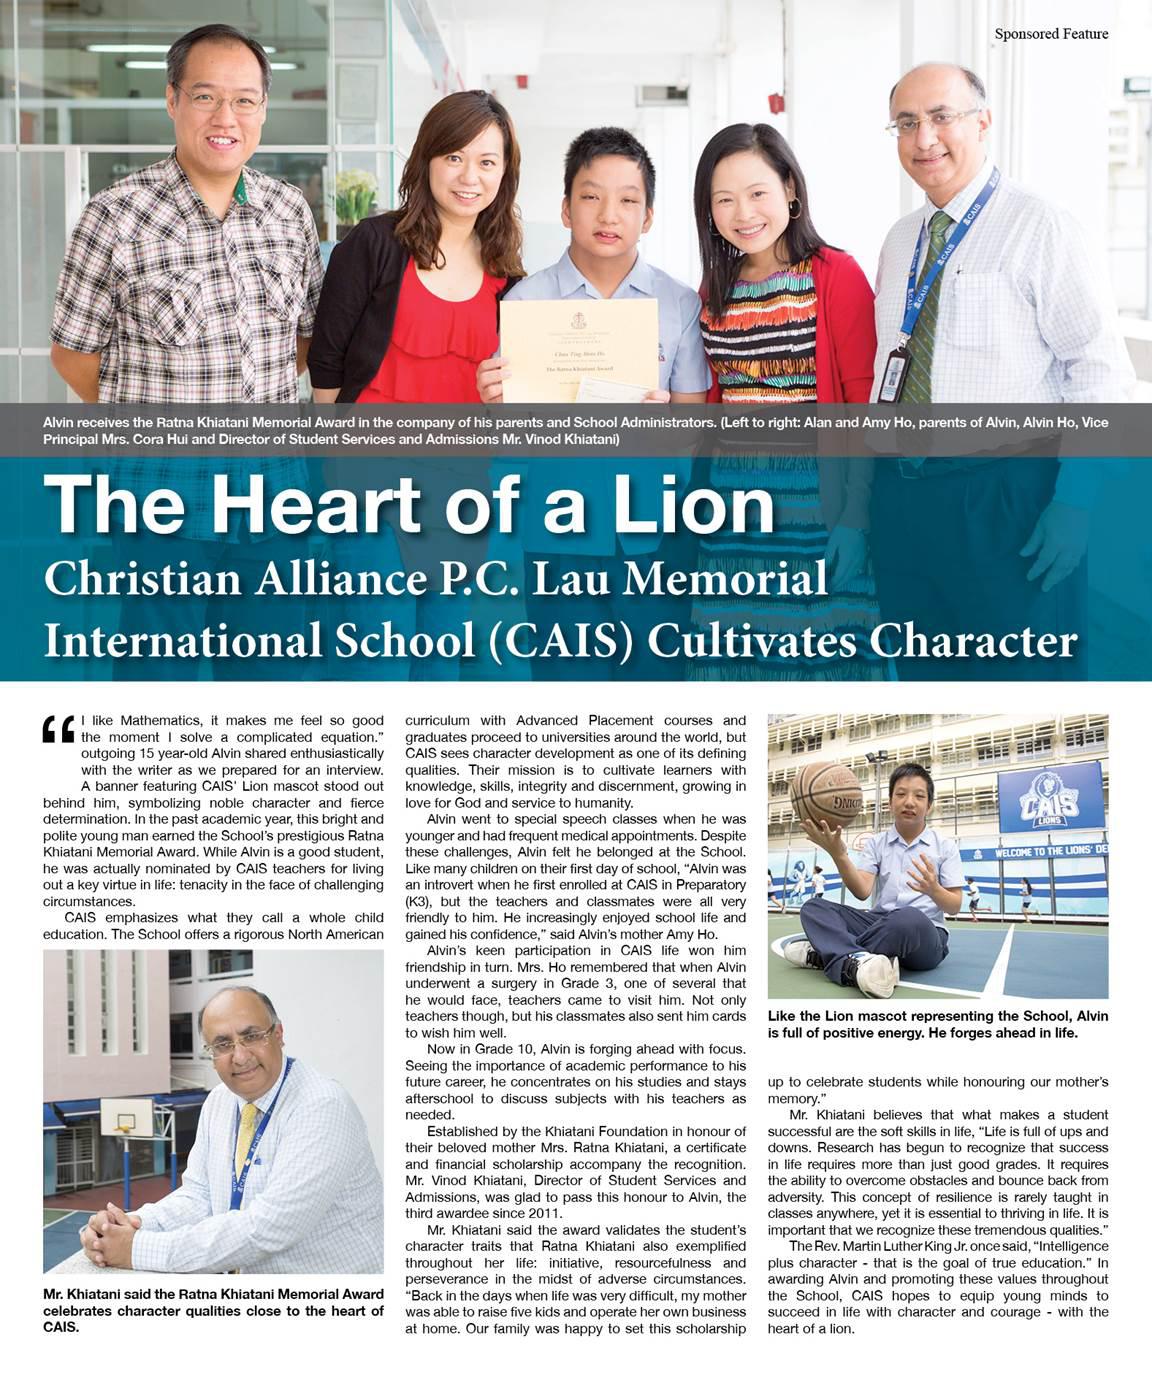 Sponsored Feature
Chun Ting Alvin Ho
The Ratna Khiatani Award
CAIS
CAIS
CAIS
Alvin receives the Ratna Khiatani Memorial Award in the company of his parents and School Administrators. (Left to right: Alan and Amy Ho, parents of Alvin, Alvin Ho, Vice
Principal Mrs. Cora Hui and Director of Student Services and Admissions Mr. Vinod Khiatani)
The Heart of a Lion
Christian Alliance P.C. Lau Memorial
International School (CAIS) Cultivates Character
“I like Mathematics, it makes me feel so good
the moment I solve a complicated equation.”
outgoing 15 year-old Alvin shared enthusiastically
with the writer as we prepared for an interview.
A banner featuring CAIS’ Lion mascot stood out
behind him, symbolizing noble character and fierce
determination. In the past academic year, this bright and
polite young man earned the School’s prestigious Ratna
Khiatani Memorial Award. While Alvin is a good student,
he was actually nominated by CAIS teachers for living
out a key virtue in life: tenacity in the face of challenging
circumstances.
CAIS emphasizes what they call a whole child
education. The School offers a rigorous North American
Mr. Khiatani said the Ratna Khiatani Memorial Award
celebrates character qualities close to the heart of
CAIS.
curriculum with Advanced Placement courses and
graduates proceed to universities around the world, but
CAIS sees character development as one of its defining
qualities. Their mission is to cultivate learners with
knowledge, skills, integrity and discernment, growing in
love for God and service to humanity.
Alvin went to special speech classes when he was
younger and had frequent medical appointments. Despite
these challenges, Alvin felt he belonged at the School.
Like many children on their first day of school, “Alvin was
an introvert when he first enrolled at CAIS in Preparatory
(K3), but the teachers and classmates were all very
friendly to him. He increasingly enjoyed school life and
gained his confidence,” said Alvin’s mother Amy Ho.
Alvin’s keen participation in CAIS life won him
friendship in turn. Mrs. Ho remembered that when Alvin
underwent a surgery in Grade 3, one of several that
he would face, teachers came to visit him. Not only
teachers though, but his classmates also sent him cards
to wish him well.
Now in Grade 10, Alvin is forging ahead with focus.
Seeing the importance of academic performance to his
future career, he concentrates on his studies and stays
afterschool to discuss subjects with his teachers as
needed.
Established by the Khiatani Foundation in honour of
their beloved mother Mrs. Ratna Khiatani, a certificate
and financial scholarship accompany the recognition.
Mr. Vinod Khiatani, Director of Student Services and
Admissions, was glad to pass this honour to Alvin, the
third awardee since 2011.
Mr. Khiatani said the award validates the student’s
character traits that Ratna Khiatani also exemplified
throughout her life: initiative, resourcefulness and
perseverance in the midst of adverse circumstances.
“Back in the days when life was very difficult, my mother
was able to raise five kids and operate her own business
at home. Our family was happy to set this scholarship
CAIS
LIONS
WELCOME TO THE LIONS' DE
Like the Lion mascot representing the School, Alvin
is full of positive energy. He forges ahead in life.
up to celebrate students while honouring our mother’s
memory.”
Mr. Khiatani believes that what makes a student
successful are the soft skills in life, “Life is full of ups and
downs. Research has begun to recognize that success
in life requires more than just good grades. It requires
the ability to overcome obstacles and bounce back from
adversity. This concept of resilience is rarely taught in
classes anywhere, yet it is essential to thriving in life. It is
important that we recognize these tremendous qualities.”
The Rev. Martin Luther King Jr. once said, “Intelligence
plus character - that is the goal of true education.” In
awarding Alvin and promoting these values throughout
the School, CAIS hopes to equip young minds to
succeed in life with character and courage - with the
heart of a lion.